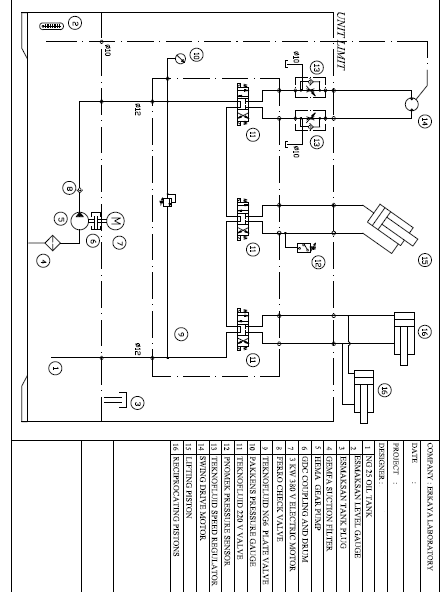 UNIT LIMIT
2
ø10
10
ø10
13
14
ø12
11
13
ø10
8
5
M
6
7
11
15
12
4
16
9
11
1
ø12
3
16
COMPANY : ERKAYA LABORATORY
DATE :
PROJECT :
DESIGNER :
1 NG 25 OIL TANK
2 ESMAKSAN LEVEL GAUGE
3 ESMAKSAN TANK PLUG
4 GEMFA SUCTION FILTER
5 HEMA GEAR PUMP
6 GDC COUPLING AND DRUM
7 3 KW 380 V ELECTRIC MOTOR
8 FERRO CHECK VALVE
9 TEKNOFLUID NG6 PLATE VALVE
10 PAKKENS PRESSURE GAUGE
11 TEKNOFLUID 220 V VALVE
12 PNOMEK PRESSURE SENSOR
13 TEKNOFLUID SPEED REGULATOR
14 SWING DRIVE MOTOR
15 LIFTING PISTON
16 RECIPROCATING PISTONS